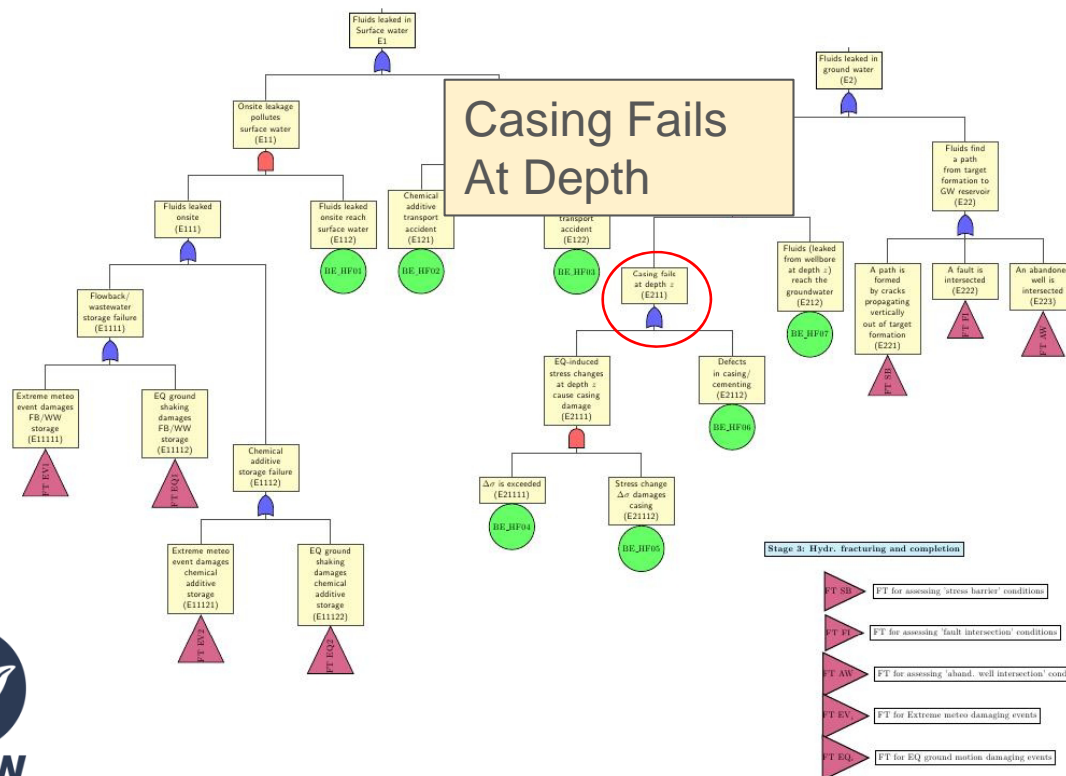 Fluids leaked in
Surface water
E1
Fluids leaked in
ground water
(E2)
Casing Fails
At Depth
Onsite leakage
pollutes
surface water
(E11)
Fluids find
a path
from target
formation to
GW reservoir
(E22)
Fluids leaked
onsite
(E111)
Fluids leaked
onsite reach
surface water
(E112)
BE_HF01
Chemical
additive
transport
accident
(E121)
BE_HF02
transport
accident
(E122)
BE_HF03
Casing fails
at depth z
(E211)
Fluids (leaked
from wellbore
at depth z)
reach the
groundwater
(E212)
BE_HF07
A path is
formed
by cracks
propagating
vertically
out of target
formation
(E221)
FT SB
A fault is
intersected
(E222)
FT FI
An abandone
well is
intersected
(E223)
FT AW
Flowback/
wastewater
storage failure
(E1111)
EQ-induced
stress changes
at depth z
cause casing
damage
(E2111)
Defects
in casing/
cementing
(E2112)
BE_HF06
Extreme meteo
event damages
FB/WW
storage
(E11111)
FT EV1
EQ ground
shaking
damages
FB/WW
storage
(E11112)
FT EQ1
Chemical
additive
storage failure
(E1112)
Δσ is exceeded
(E21111)
BE_HF04
Stress change
Δσ damages
casing
(E21112)
BE_HF05
Extreme meteo
event damages
chemical
additive
storage
(E11121)
FT EV2
EQ ground
shaking
damages
chemical
additive
storage
(E11122)
FT EQ2
Stage 3: Hydr. fracturing and completion
FT SB FT for assessing 'stress barrier' conditions
FT FI FT for assessing 'fault intersection' conditions
FT AW FT for assessing 'aband. well intersection' cond
FT EV, FT for Extreme meteo damaging events
FT EQ, FT for EQ ground motion damaging events